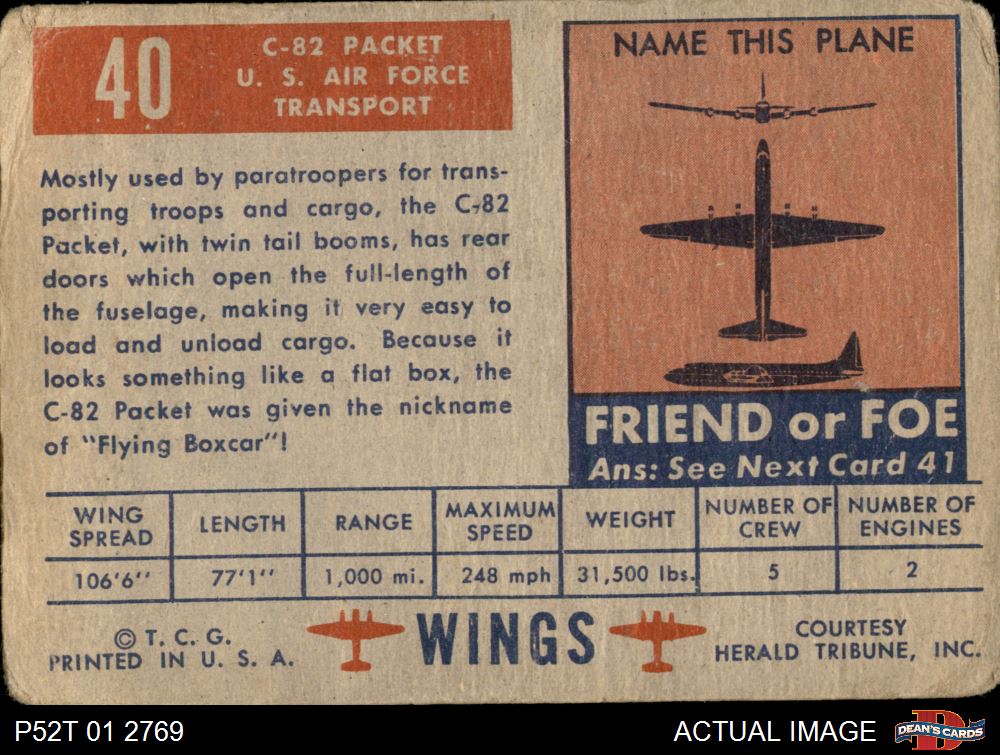 40
C-82 PACKET
U. S. AIR FORCE
TRANSPORT
Mostly used by paratroopers for trans-
porting troops and cargo, the C-82
Packet, with twin tail booms, has rear
doors which open the full-length of
the fuselage, making it very easy to
load and unload cargo. Because it
looks something like a flat box, the
C-82 Packet was given the nickname
of "Flying Boxcar"!
NAME THIS PLANE
FRIEND or FOE
Ans: See Next Card 41
WING SPREAD
LENGTH
RANGE
MAXIMUM SPEED
WEIGHT
NUMBER OF CREW
NUMBER OF ENGINES
106'6''
77'1''
1,000 mi.
248 mph
31,500 lbs.
5
2
© T. C. G.
PRINTED IN U. S. A.
WINGS
COURTESY
HERALD TRIBUNE, INC.
P52T 01 2769
ACTUAL IMAGE
D
DEAN'S CARDS